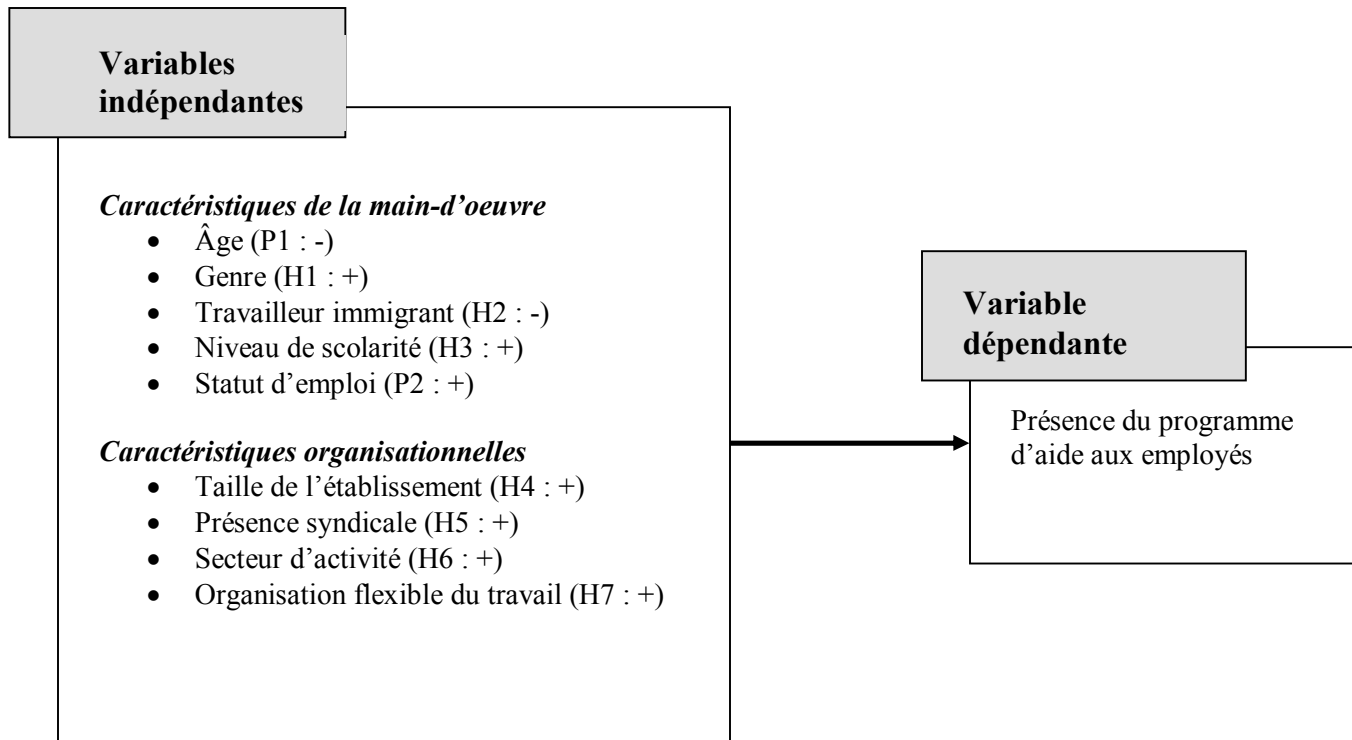 Variables
indépendantes
Caractéristiques de la main-d'oeuvre
• Âge (P1 : -)
• Genre (H1 : +)
• Travailleur immigrant (H2 : -)
• Niveau de scolarité (H3 : +)
• Statut d'emploi (P2 : +)
Caractéristiques organisationnelles
• Taille de l'établissement (H4 : +)
• Présence syndicale (H5 : +)
• Secteur d'activité (H6 : +)
• Organisation flexible du travail (H7 : +)
Variable
dépendante
Présence du programme
d'aide aux employés